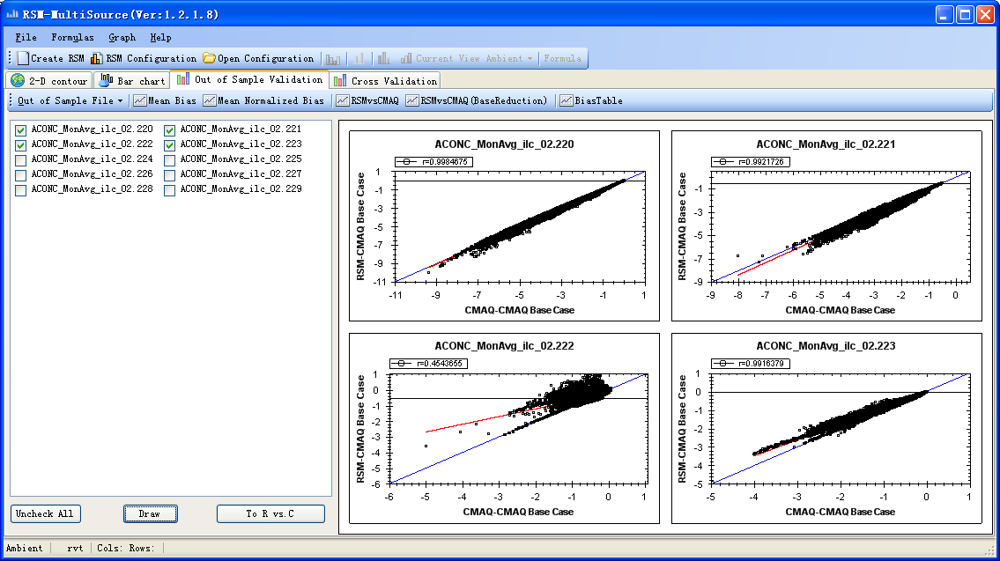 RSM-MultiSource(Ver:1.2.1.8)
File Formulas Graph Help
Create RSM RSM Configuration Open Configuration Current View Ambient Formula
2-D contour Bar chart Out of Sample Validation Cross Validation
Out of Sample File Mean Bias Mean Normalized Bias RSMvsCMAQ RSMvsCMAQ(BaseReduction) BiasTable
ACONC_MonAvg_ilc_02.220 ACONC_MonAvg_ilc_02.221
ACONC_MonAvg_ilc_02.222 ACONC_MonAvg_ilc_02.223
ACONC_MonAvg_ilc_02.224 ACONC_MonAvg_ilc_02.225
ACONC_MonAvg_ilc_02.226 ACONC_MonAvg_ilc_02.227
ACONC_MonAvg_ilc_02.228 ACONC_MonAvg_ilc_02.229
Uncheck All Draw To R vs.C
ACONC_MonAvg_ilc_02.220
r=0.9984675
RSM-CMAQ Base Case
1
-1
-3
-5
-7
-9
-11
-11 -9 -7 -5 -3 -1 1
CMAQ-CMAQ Base Case
ACONC_MonAvg_ilc_02.221
r=0.9921726
RSM-CMAQ Base Case
-1
-3
-5
-7
-9
-9 -8 -7 -6 -5 -4 -3 -2 -1 0
CMAQ-CMAQ Base Case
ACONC_MonAvg_ilc_02.222
r=0.4543655
RSM-CMAQ Base Case
1
0
-1
-2
-3
-4
-5
-6
-6 -5 -4 -3 -2 -1 0 1
CMAQ-CMAQ Base Case
ACONC_MonAvg_ilc_02.223
r=0.9916379
RSM-CMAQ Base Case
1
0
-1
-2
-3
-4
-5
-5 -4 -3 -2 -1 0 1
CMAQ-CMAQ Base Case
Ambient rvt Cols: Rows: